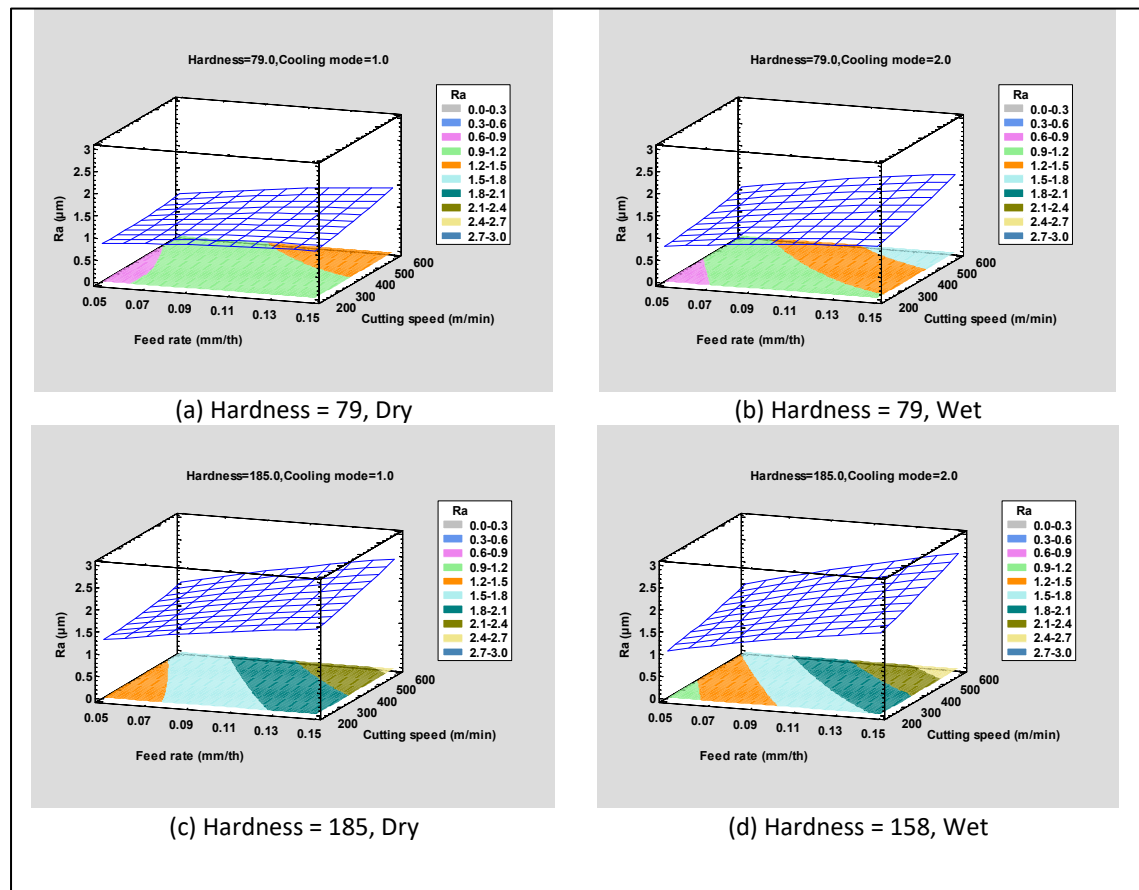 Hardness=79.0,Cooling mode=1.0
Ra
0.0-0.3
0.3-0.6
0.6-0.9
0.9-1.2
1.2-1.5
1.5-1.8
1.8-2.1
2.1-2.4
2.4-2.7
2.7-3.0
3
2.5
2
1.5
1
0.5
0
Ra (µm)
0.05 0.07 0.09 0.11 0.13 0.15
Feed rate (mm/th)
200 300 400 500 600
Cutting speed (m/min)
(a) Hardness = 79, Dry
Hardness=79.0,Cooling mode=2.0
Ra
0.0-0.3
0.3-0.6
0.6-0.9
0.9-1.2
1.2-1.5
1.5-1.8
1.8-2.1
2.1-2.4
2.4-2.7
2.7-3.0
3
2.5
2
1.5
1
0.5
0
Ra (µm)
0.05 0.07 0.09 0.11 0.13 0.15
Feed rate (mm/th)
200 300 400 500 600
Cutting speed (m/min)
(b) Hardness = 79, Wet
Hardness=185.0,Cooling mode=1.0
Ra
0.0-0.3
0.3-0.6
0.6-0.9
0.9-1.2
1.2-1.5
1.5-1.8
1.8-2.1
2.1-2.4
2.4-2.7
2.7-3.0
3
2.5
2
1.5
1
0.5
0
Ra (µm)
0.05 0.07 0.09 0.11 0.13 0.15
Feed rate (mm/th)
200 300 400 500 600
Cutting speed (m/min)
(c) Hardness = 185, Dry
Hardness=185.0,Cooling mode=2.0
Ra
0.0-0.3
0.3-0.6
0.6-0.9
0.9-1.2
1.2-1.5
1.5-1.8
1.8-2.1
2.1-2.4
2.4-2.7
2.7-3.0
3
2.5
2
1.5
1
0.5
0
Ra (µm)
0.05 0.07 0.09 0.11 0.13 0.15
Feed rate (mm/th)
200 300 400 500 600
Cutting speed (m/min)
(d) Hardness = 158, Wet